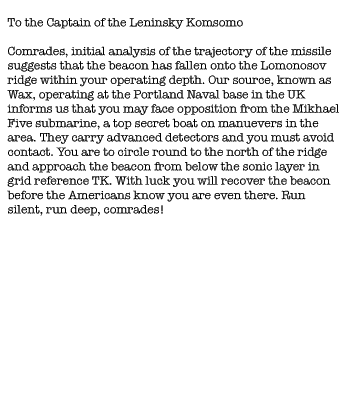 To the Captain of the Leninsky Komsomo
Comrades, initial analysis of the trajectory of the missile
suggests that the beacon has fallen onto the Lomonosov
ridge within your operating depth. Our source, known as
Wax, operating at the Portland Naval base in the UK
informs us that you may face opposition from the Mikhael
Five submarine, a top secret boat on manuevers in the
area. They carry advanced detectors and you must avoid
contact. You are to circle round to the north of the ridge
and approach the beacon from below the sonic layer in
grid reference TK. With luck you will recover the beacon
before the Americans know you are even there. Run
silent, run deep, comrades!